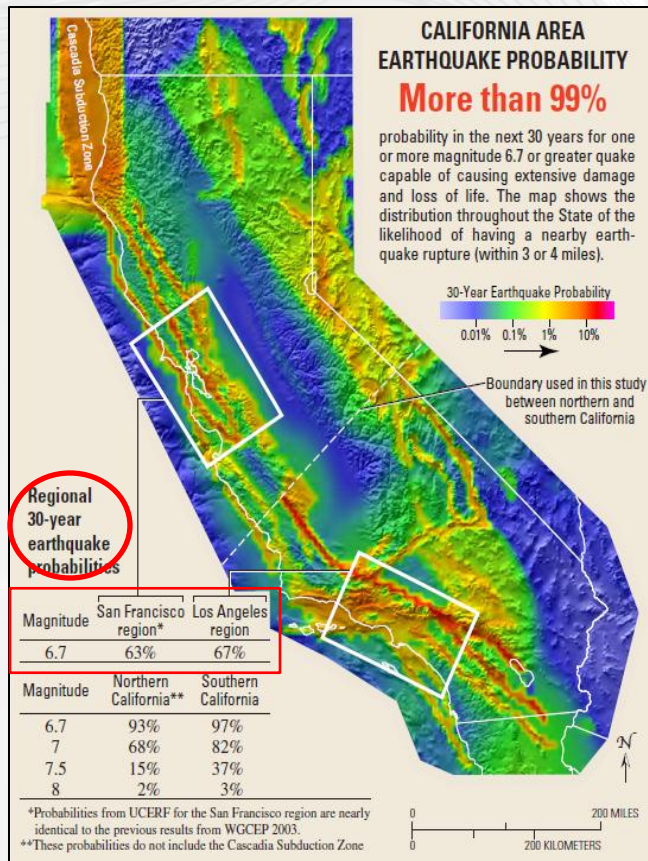 CALIFORNIA AREA
EARTHQUAKE PROBABILITY
More than 99%
probability in the next 30 years for one
or more magnitude 6.7 or greater quake
capable of causing extensive damage
and loss of life. The map shows the
distribution throughout the State of the
likelihood of having a nearby earth-
quake rupture (within 3 or 4 miles).
Cascadia Subduction Zone
30-Year Earthquake Probability
0.01% 0.1% 1% 10%
Boundary used in this study
between northern and
southern California
Regional
30-year
earthquake
probabilities
Magnitude San Francisco region* Los Angeles region
6.7 63% 67%
Magnitude Northern California** Southern California
6.7 93% 97%
7 68% 82%
7.5 15% 37%
8 2% 3%
*Probabilities from UCERF for the San Francisco region are nearly
identical to the previous results from WGCEP 2003.
**These probabilities do not include the Cascadia Subduction Zone
N
0 200 MILES
0 200 KILOMETERS